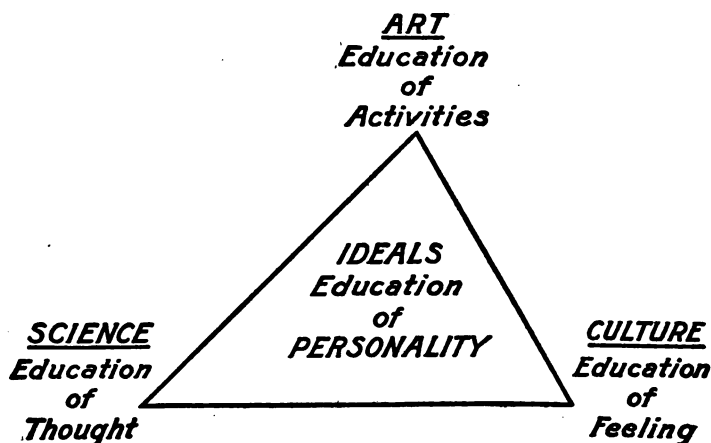 ART
Education
of
Activities
IDEALS
Education
of
PERSONALITY
SCIENCE
Education
of
Thought
CULTURE
Education
of
Feeling